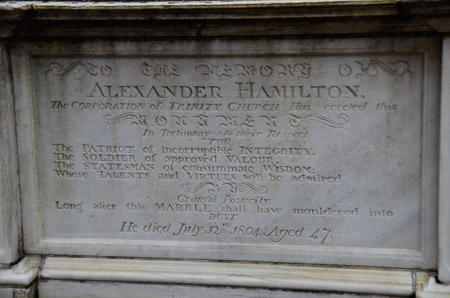 TO THE MEMORY OF
ALEXANDER HAMILTON.
The CORPORATION of TRINITY CHURCH Has erected this
MONUMENT
In Testimony of their Respect
FOR
The PATRIOT of incorruptible INTEGRITY.
The SOLDIER of approved VALOUR.
The STATESMAN of consummate WISDOM:
Whose TALENTS and VIRTUES will be admired
BY
Grateful Posterity
Long after this MARBLE shall have mouldered into
DUST
He died July 12th 1804. Aged 47.